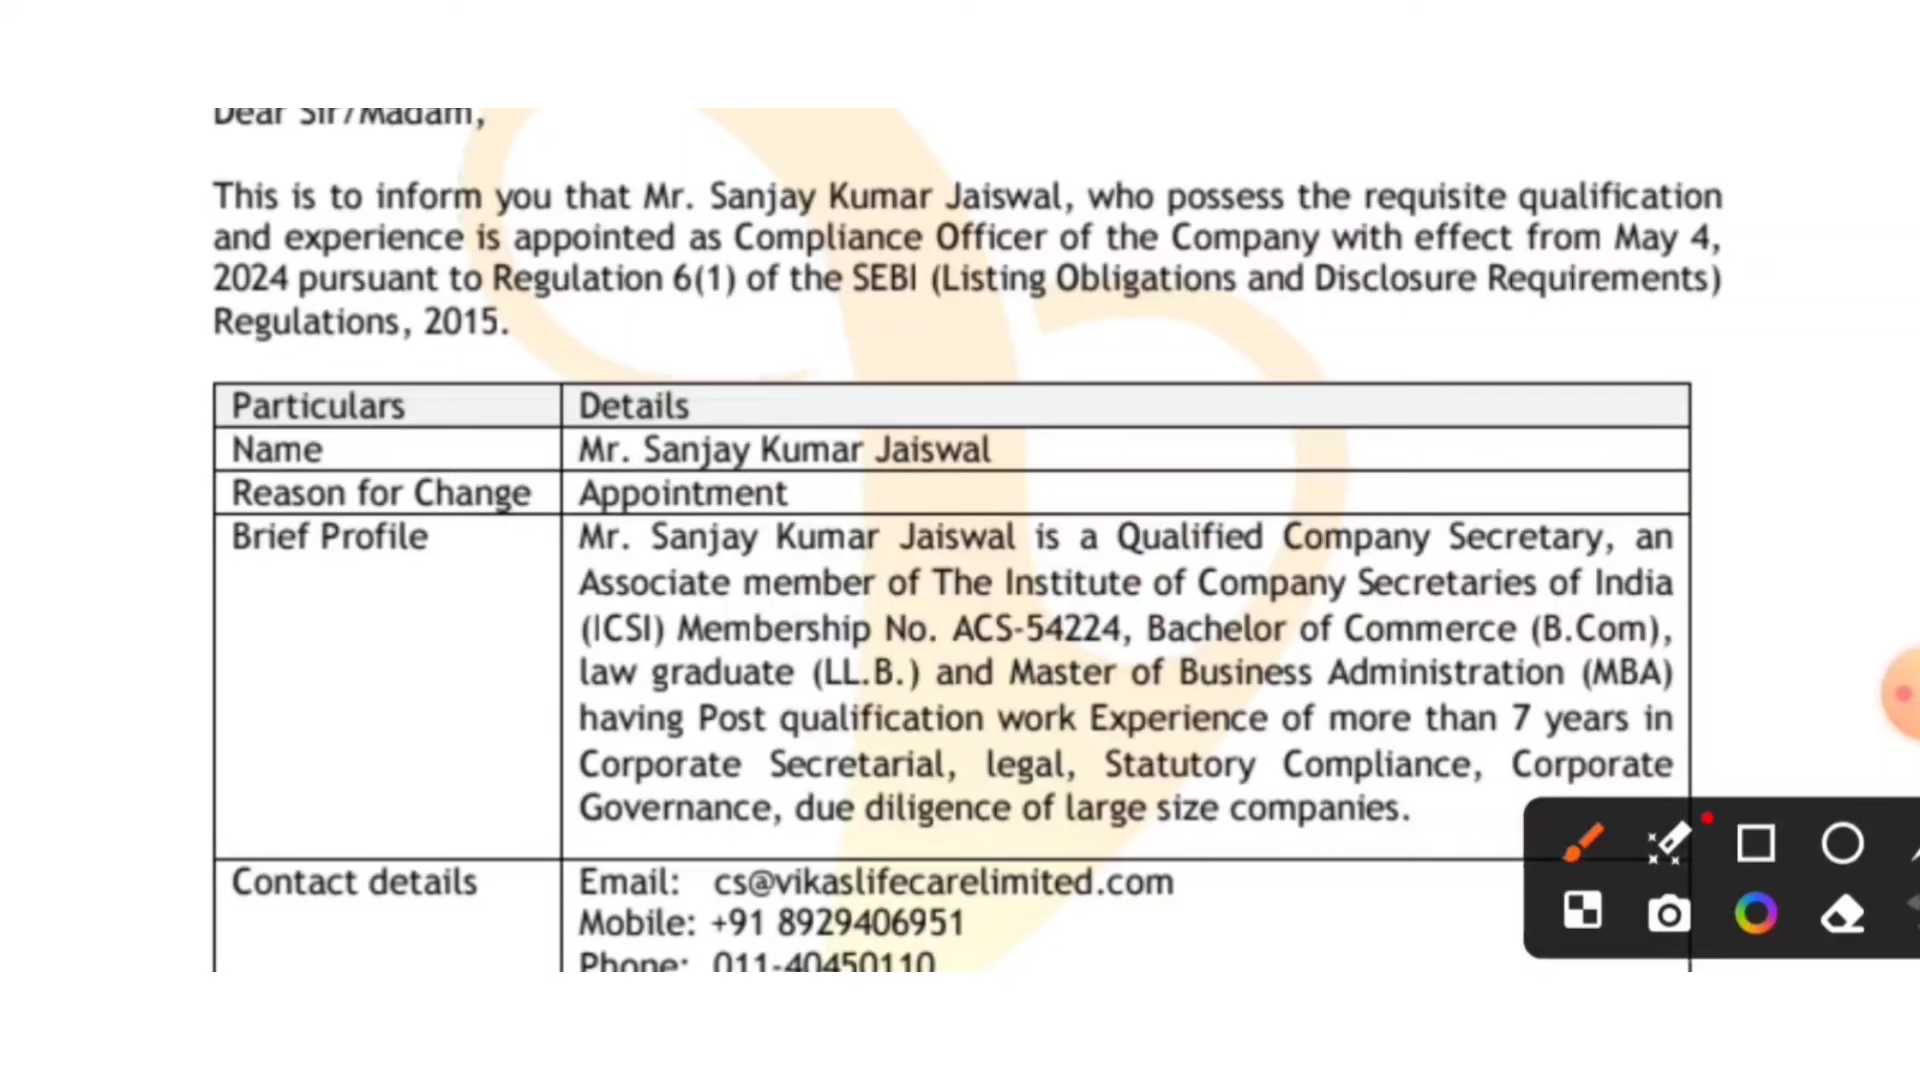 Dear Sir/Madam,
This is to inform you that Mr. Sanjay Kumar Jaiswal, who possess the requisite qualification
and experience is appointed as Compliance Officer of the Company with effect from May 4,
2024 pursuant to Regulation 6(1) of the SEBI (Listing Obligations and Disclosure Requirements)
Regulations, 2015.
Particulars Details
Name Mr. Sanjay Kumar Jaiswal
Reason for Change Appointment
Brief Profile Mr. Sanjay Kumar Jaiswal is a Qualified Company Secretary, an
Associate member of The Institute of Company Secretaries of India
(ICSI) Membership No. ACS-54224, Bachelor of Commerce (B.Com),
law graduate (LL.B.) and Master of Business Administration (MBA)
having Post qualification work Experience of more than 7 years in
Corporate Secretarial, legal, Statutory Compliance, Corporate
Governance, due diligence of large size companies.
Contact details Email: cs@vikaslifecarelimited.com
Mobile: +91 8929406951
Phone: 011-40450110